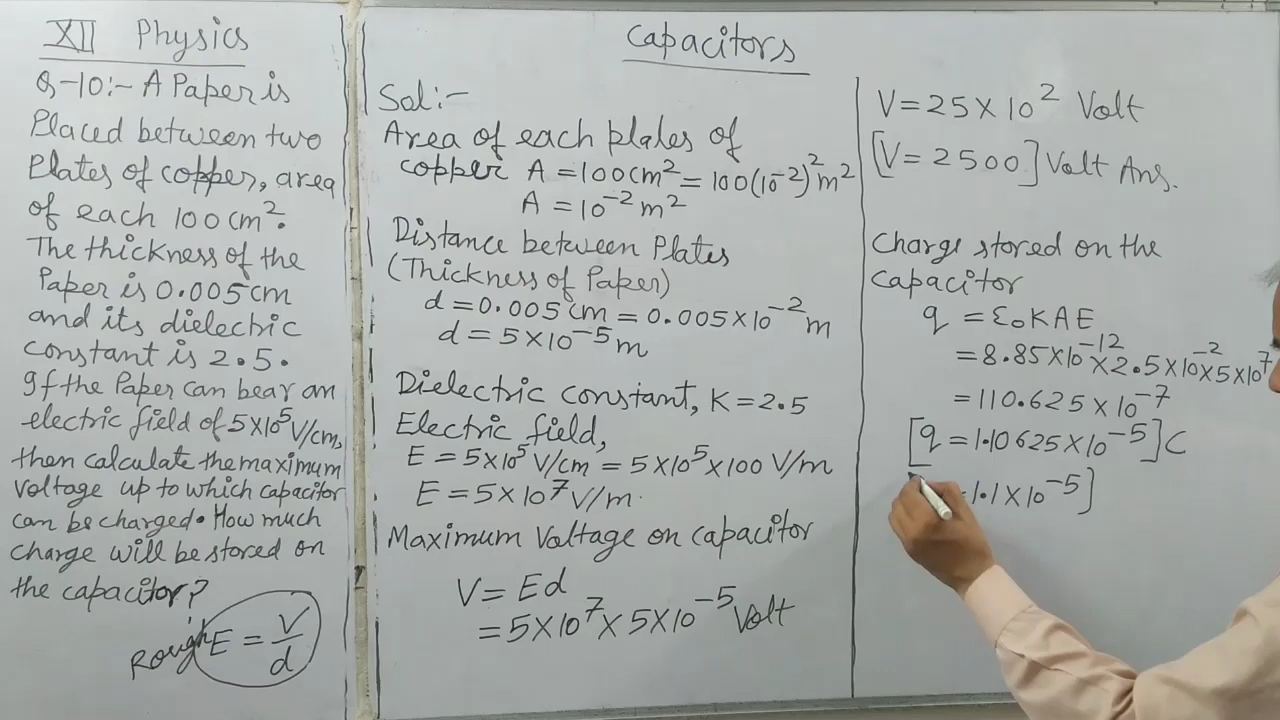 XII Physics
Q-10:- A Paper is
Placed between two
Plates of copper, area
of each 100 cm².
The thickness of the
Paper is 0.005 cm
and its dielectric
constant is 2.5.
If the Paper can bear an
electric field of 5×10⁵ V/cm,
then calculate the maximum
voltage up to which capacitor
can be charged. How much
charge will be stored on
the capacitor?
Rough E = V/d
Capacitors
Sol:-
Area of each plates of
copper A = 100 cm² = 100(10⁻²)² m²
A = 10⁻² m²
Distance between Plates
(Thickness of Paper)
d = 0.005 cm = 0.005 × 10⁻² m
d = 5 × 10⁻⁵ m
Dielectric constant, K = 2.5
Electric field,
E = 5×10⁵ V/cm = 5×10⁵ × 100 V/m
E = 5 × 10⁷ V/m.
Maximum Voltage on capacitor
V = Ed
= 5×10⁷ × 5×10⁻⁵ Volt
V = 25 × 10² Volt
[V = 2500] Volt Ans.
Charge stored on the
capacitor
q = ε₀KAE
= 8.85×10⁻¹² × 2.5×10⁻² × 5×10⁷
= 110.625 × 10⁻⁷
[q = 1.10625 × 10⁻⁵] C
= 1.1 × 10⁻⁵]